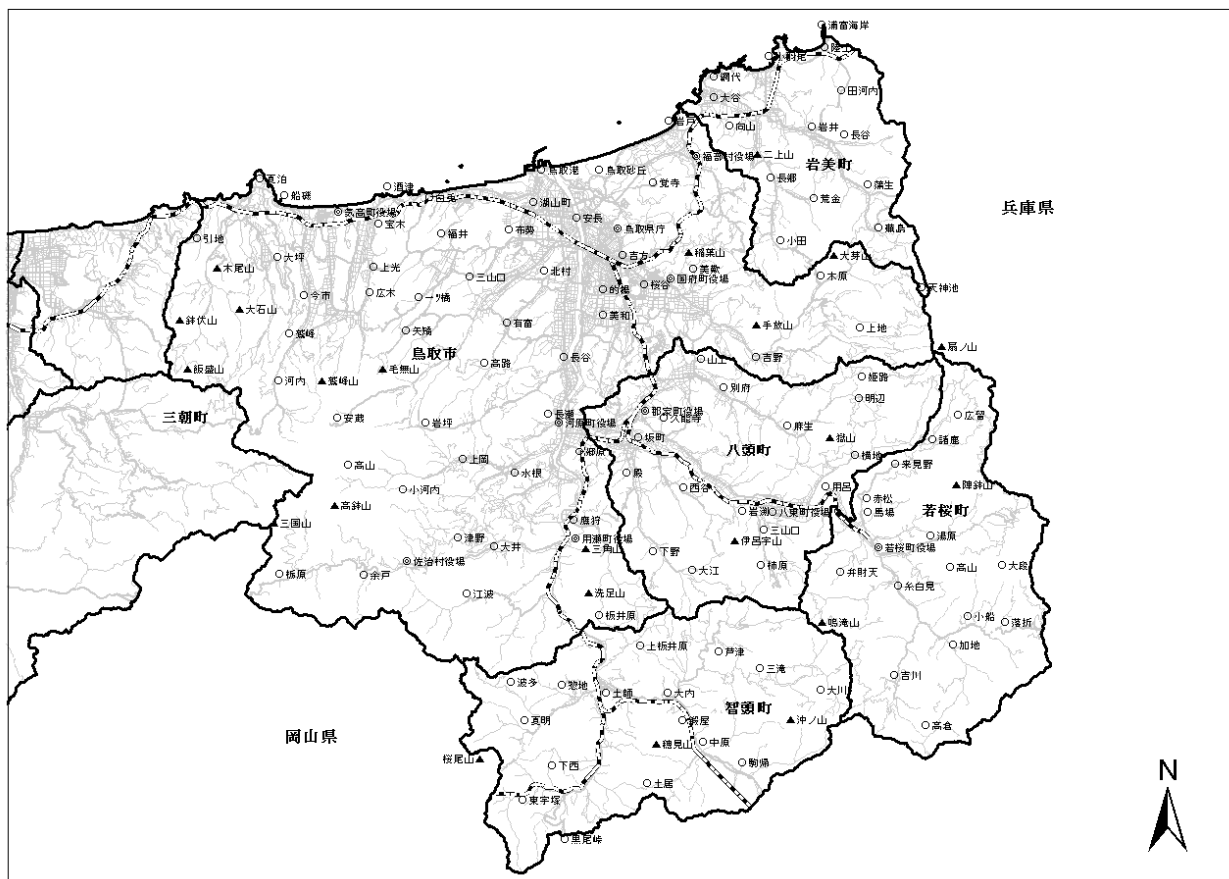 浦富海岸
陸上
小羽尾
網代
田河内
大谷
岩戸
向山
岩井
長谷
福部村役場
二上山
岩美町
鳥取港
鳥取砂丘
覚寺
長郷
蒲生
夏泊
船磯
酒津
白兎
湖山町
荒金
兵庫県
気高町役場
宝木
安長
鳥取県庁
福井
布勢
小田
引地
大坪
吉方
稲葉山
大芽山
木尾山
上光
三山口
北村
美歎
国府町役場
桜谷
木原
天神池
今市
広木
一ツ橋
的場
大石山
美和
鉢伏山
鷲峰
矢矯
有富
手放山
上地
鳥取市
扇ノ山
飯盛山
毛無山
高路
長谷
山上
吉野
河内
鷲峰山
別府
姫路
明辺
三朝町
安蔵
岩坪
長瀬
河原町役場
郡家町役場
久能寺
麻生
広留
坂町
嶽山
諸鹿
八頭町
郷原
横地
高山
上岡
水根
殿
来見野
小河内
西谷
用呂
陣鉢山
高鉢山
赤松
馬場
若桜町
三国山
鷹狩
岩渕
八東町役場
津野
用瀬町役場
三山口
湯原
大井
三角山
伊呂宇山
若桜町役場
佐治村役場
下野
栃原
余戸
大江
柿原
弁財天
高山
大段
糸白見
江波
洗足山
板井原
小船
落折
鳴滝山
上板井原
芦津
加地
三滝
波多
惣地
土師
大内
大川
吉川
智頭町
真明
沖ノ山
高倉
岡山県
穂見山
中原
桜尾山
下西
駒帰
土居
東宇塚
黒尾峠
N